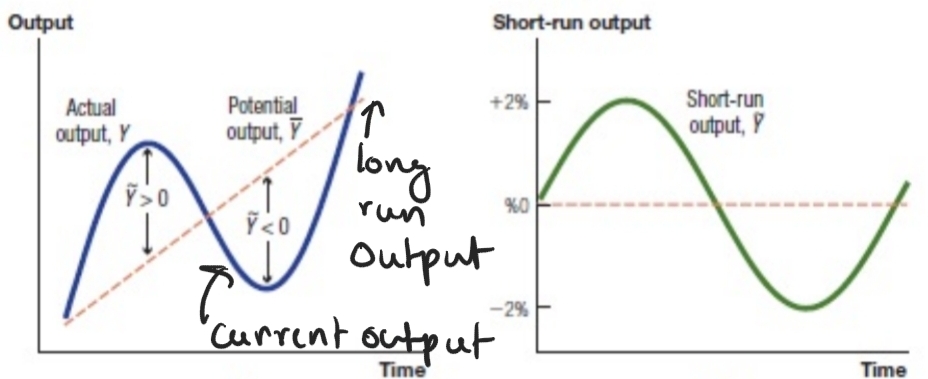 Output
Actual
output, Y
Potential
output, Ȳ
Ỹ > 0
Ỹ < 0
long
run
Output
current output
Time
Short-run output
+2%
%0
−2%
Short-run
output, Ỹ
Time